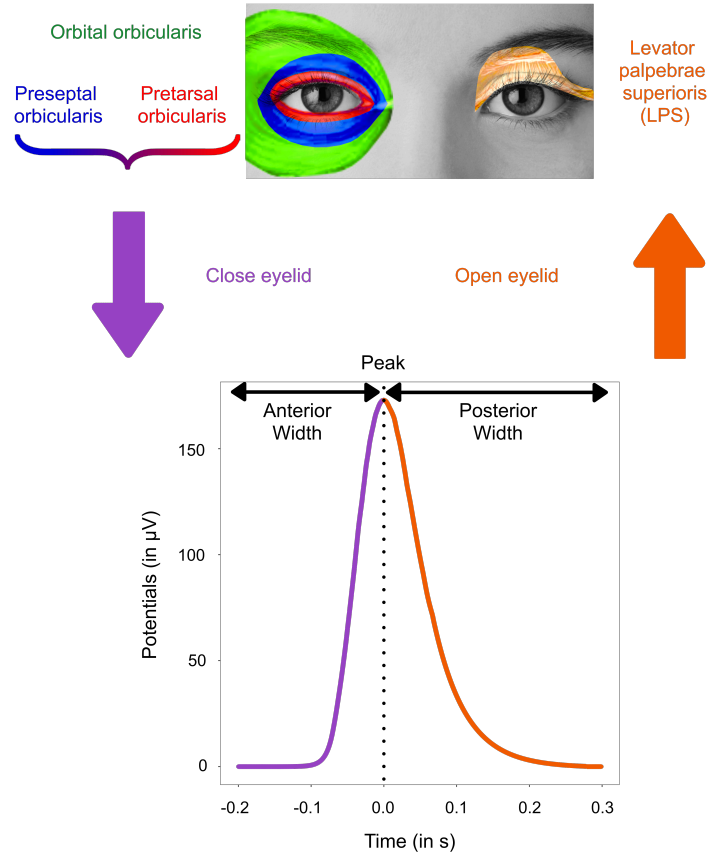 Orbital orbicularis
Preseptal
orbicularis
Pretarsal
orbicularis
Levator
palpebrae
superioris
(LPS)
Close eyelid
Open eyelid
Peak
Anterior
Width
Posterior
Width
150
100
50
0
Potentials (in µV)
-0.2 -0.1 0.0 0.1 0.2 0.3
Time (in s)